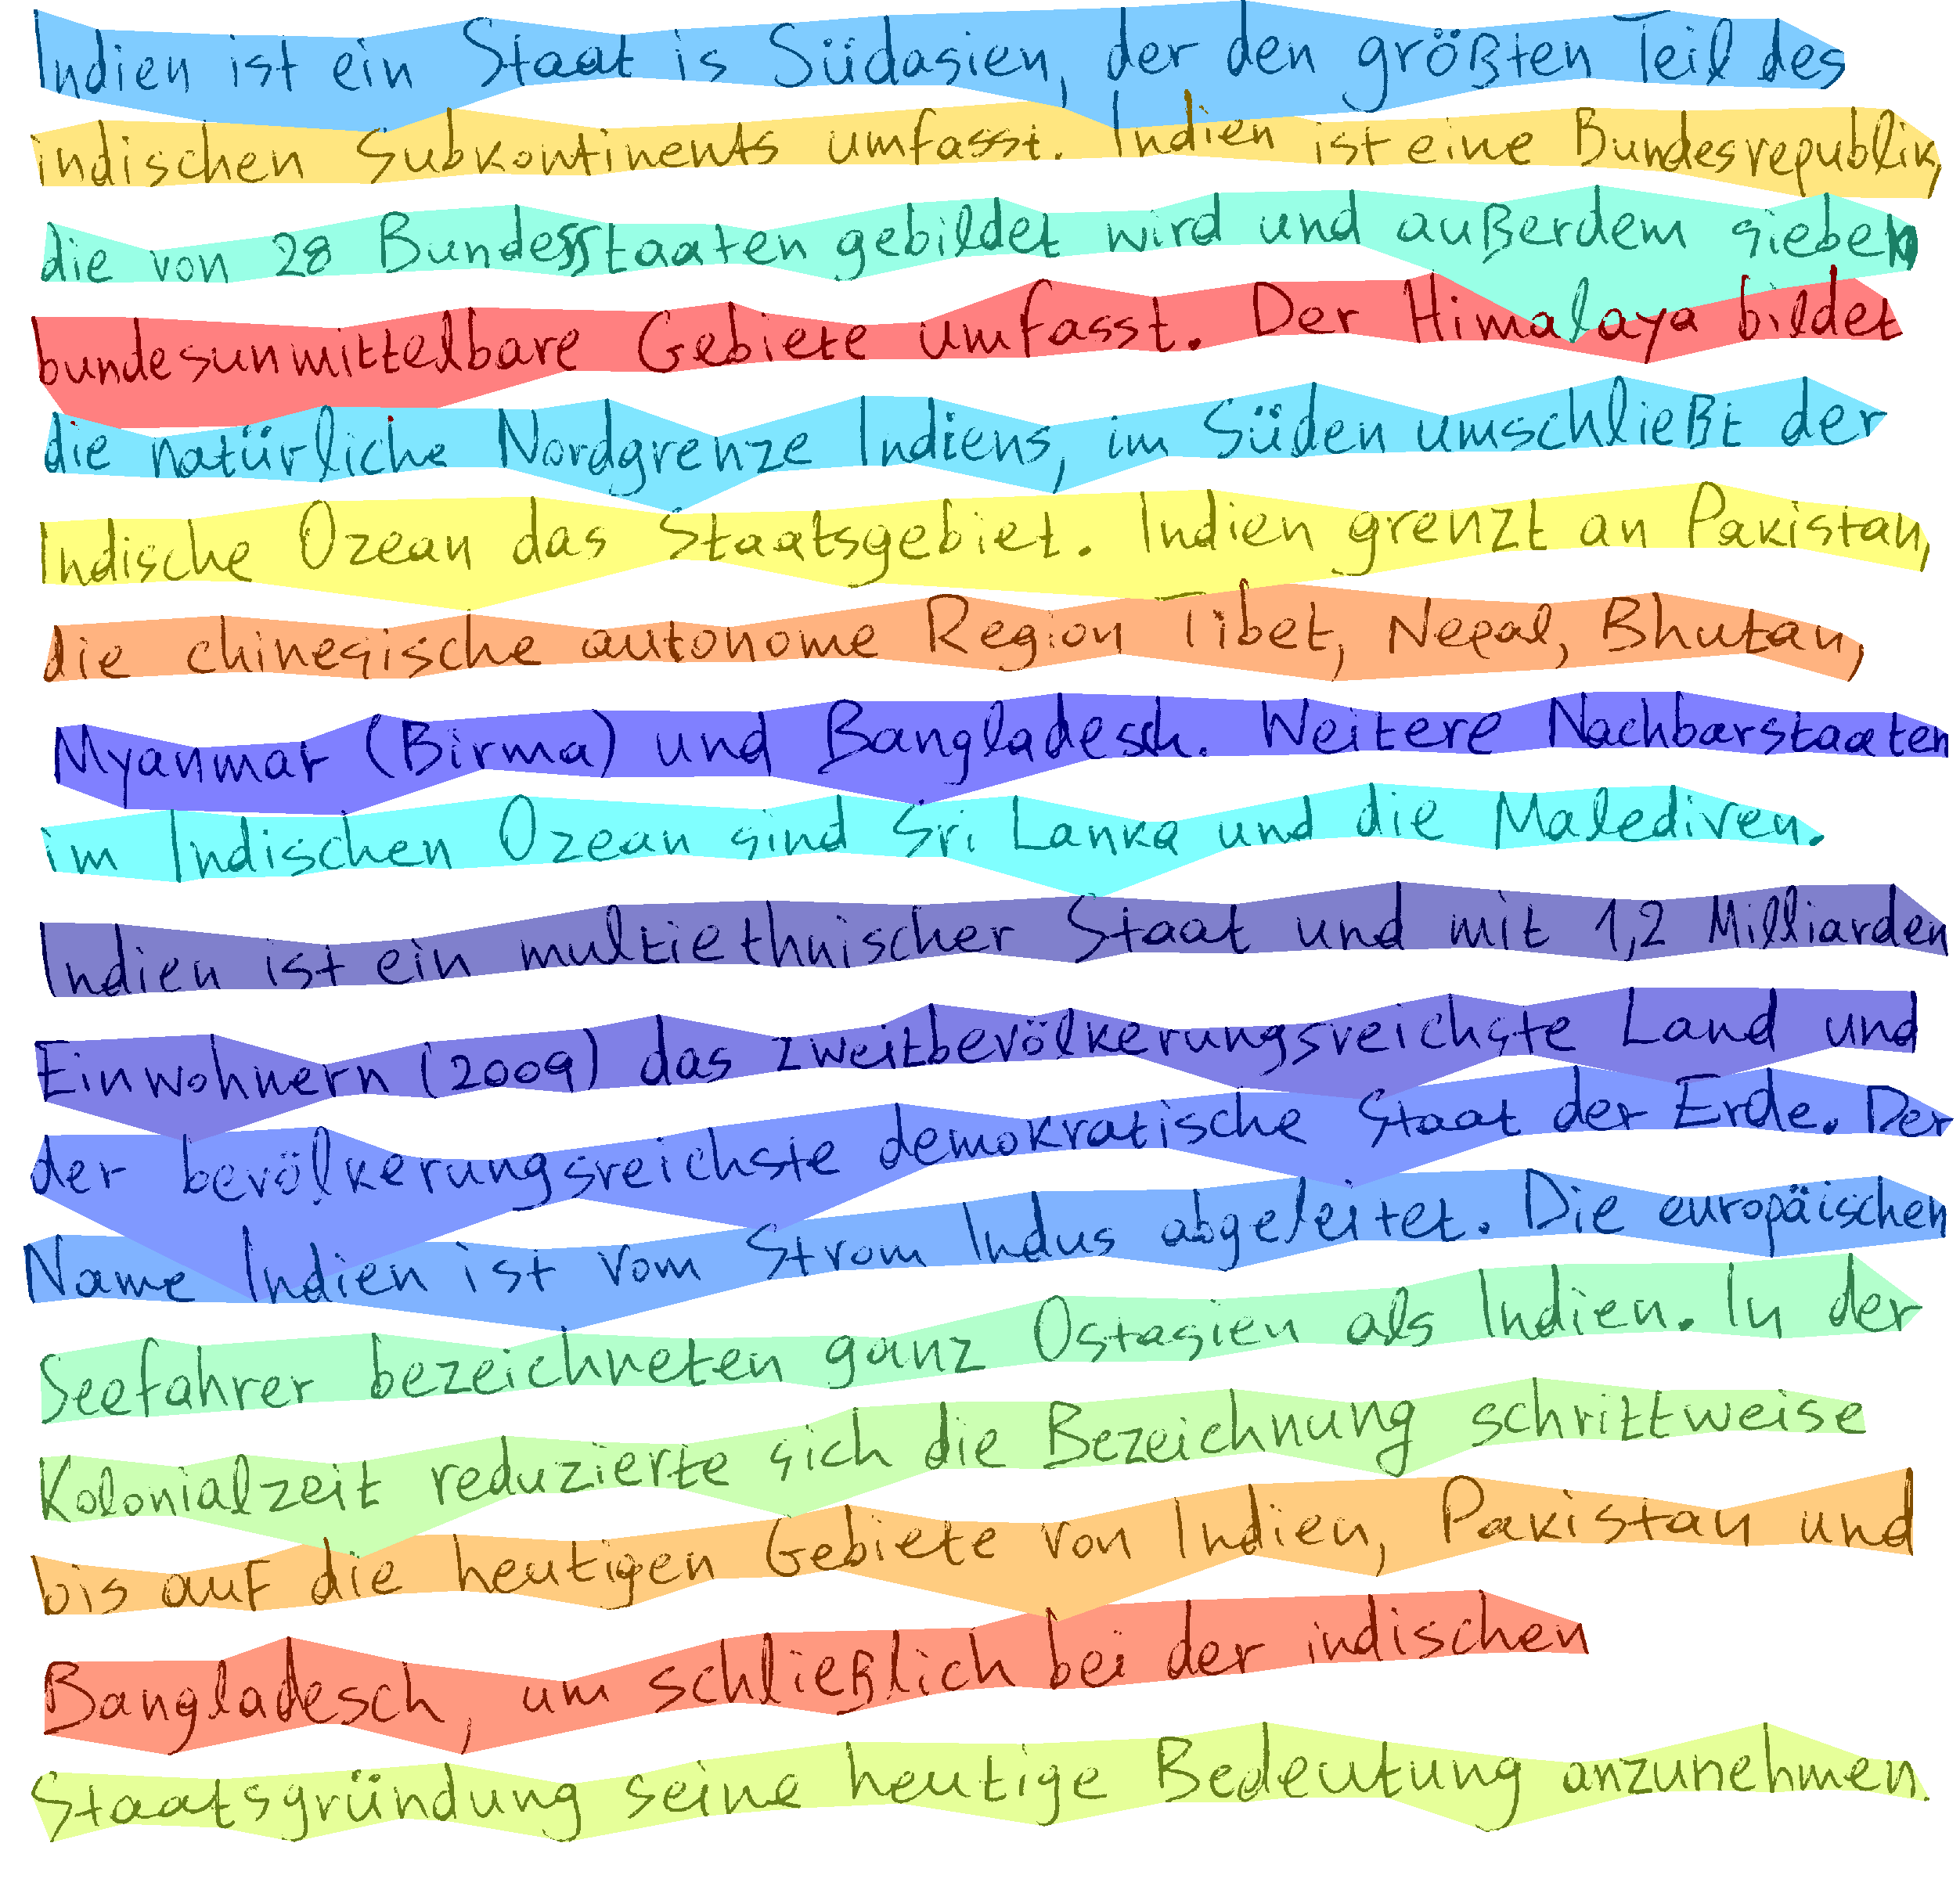 Indien ist ein Staat is Südasien, der den größten Teil des
indischen Subkontinents umfasst. Indien ist eine Bundesrepublik,
die von 28 Bundesstaaten gebildet wird und außerdem sieben
bundesunmittelbare Gebiete umfasst. Der Himalaya bildet
die natürliche Nordgrenze Indiens, im Süden umschließt der
Indische Ozean das Staatsgebiet. Indien grenzt an Pakistan,
die chinesische autonome Region Tibet, Nepal, Bhutan,
Myanmar (Birma) und Bangladesch. Weitere Nachbarstaaten
im Indischen Ozean sind Sri Lanka und die Malediven.
Indien ist ein multiethnischer Staat und mit 1,2 Milliarden
Einwohnern (2009) das zweitbevölkerungsreichste Land und
der bevölkerungsreichste demokratische Staat der Erde. Der
Name Indien ist vom Strom Indus abgeleitet. Die europäischen
Seefahrer bezeichneten ganz Ostasien als Indien. In der
Kolonialzeit reduzierte sich die Bezeichnung schrittweise
bis auf die heutigen Gebiete von Indien, Pakistan und
Bangladesch, um schließlich bei der indischen
Staatsgründung seine heutige Bedeutung anzunehmen.